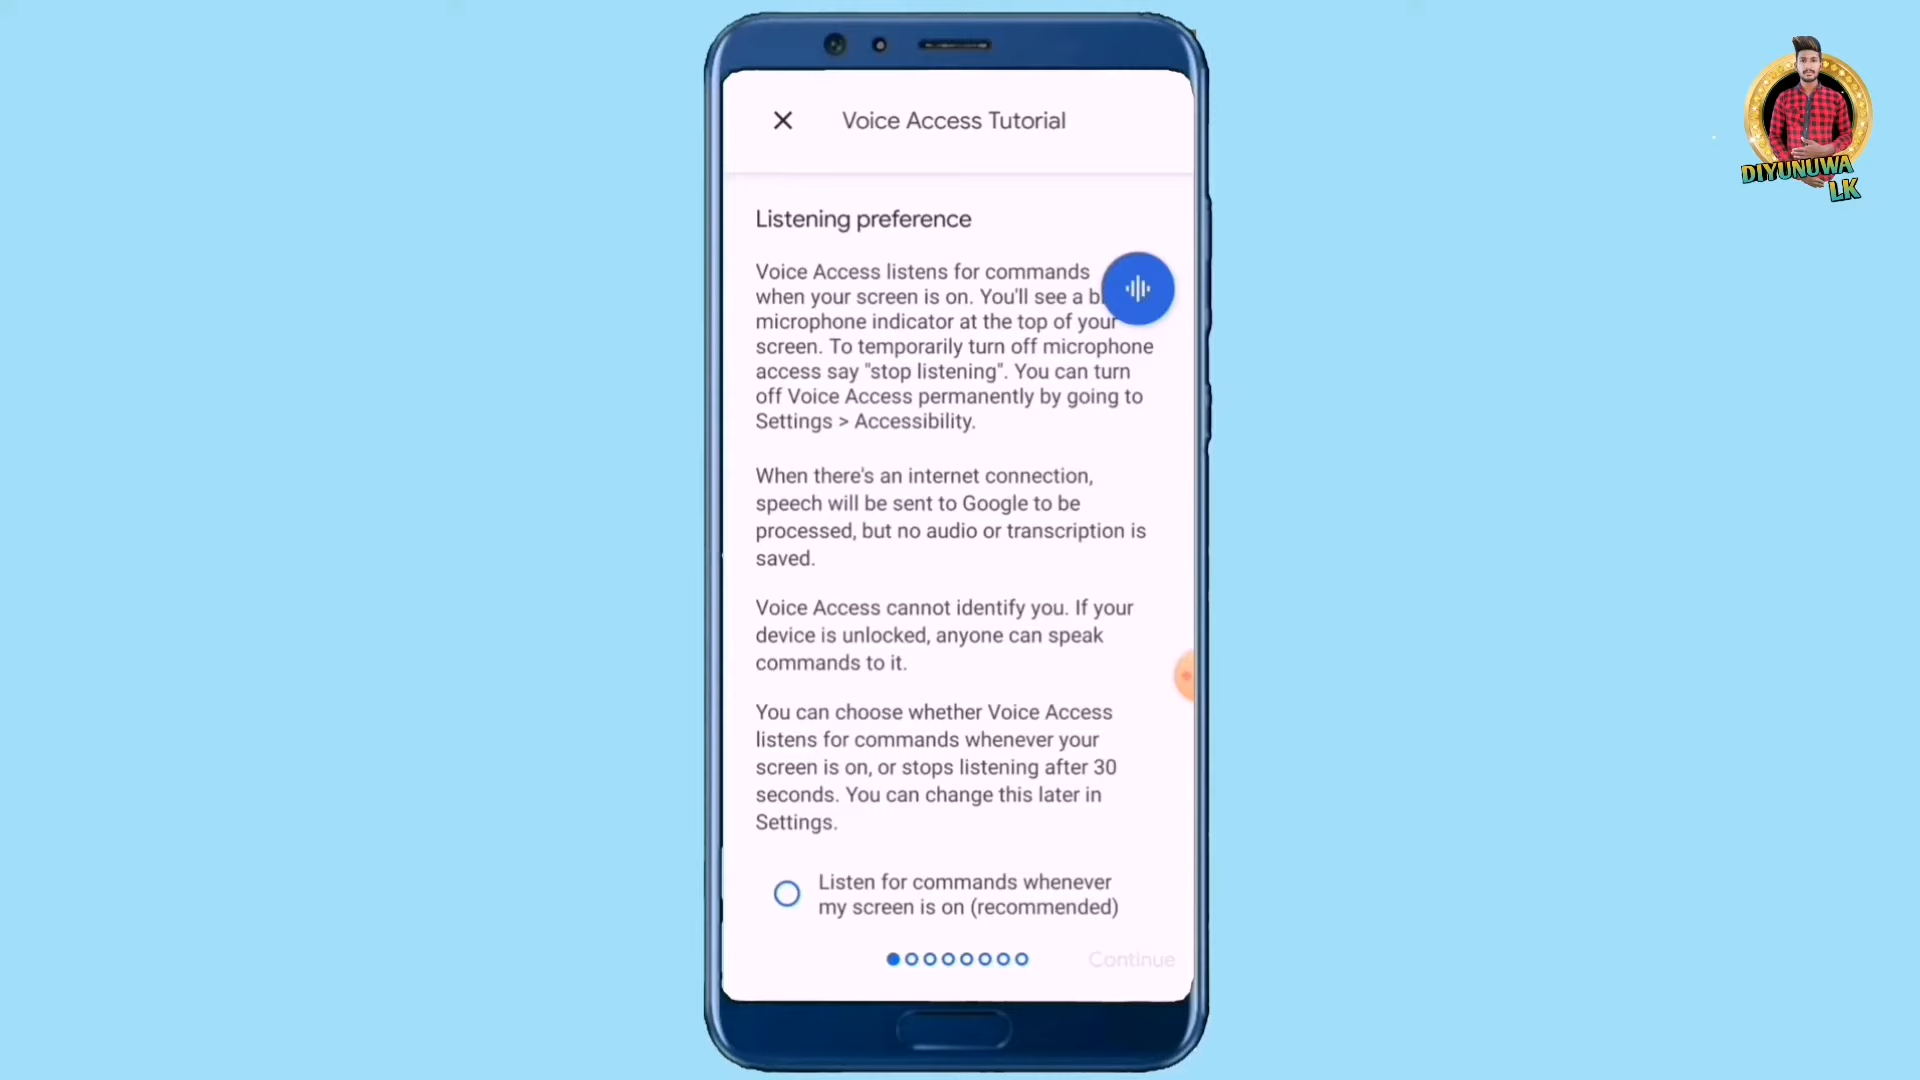 Voice Access Tutorial
Listening preference
Voice Access listens for commands
when your screen is on. You'll see a
microphone indicator at the top of your
screen. To temporarily turn off microphone
access say "stop listening". You can turn
off Voice Access permanently by going to
Settings > Accessibility.
When there's an internet connection,
speech will be sent to Google to be
processed, but no audio or transcription is
saved.
Voice Access cannot identify you. If your
device is unlocked, anyone can speak
commands to it.
You can choose whether Voice Access
listens for commands whenever your
screen is on, or stops listening after 30
seconds. You can change this later in
Settings.
Listen for commands whenever
my screen is on (recommended)
Continue
DIYUNUWA
LK